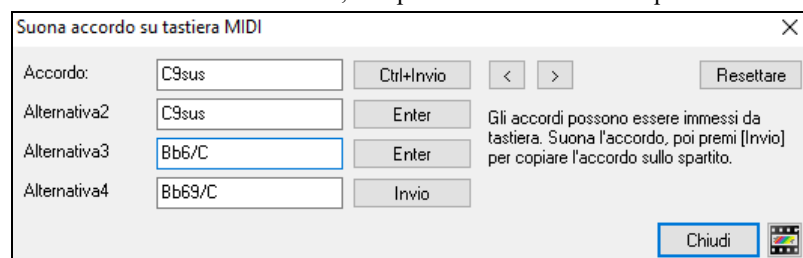 Suona accordo su tastiera MIDI
Accordo: C9sus Ctrl+Invio < > Resettare
Alternativa2 C9sus Enter Gli accordi possono essere immessi da
tastiera. Suona l'accordo, poi premi [Invio]
Alternativa3 Bb6/C Enter per copiare l'accordo sullo spartito.
Alternativa4 Bb69/C Invio
Chiudi